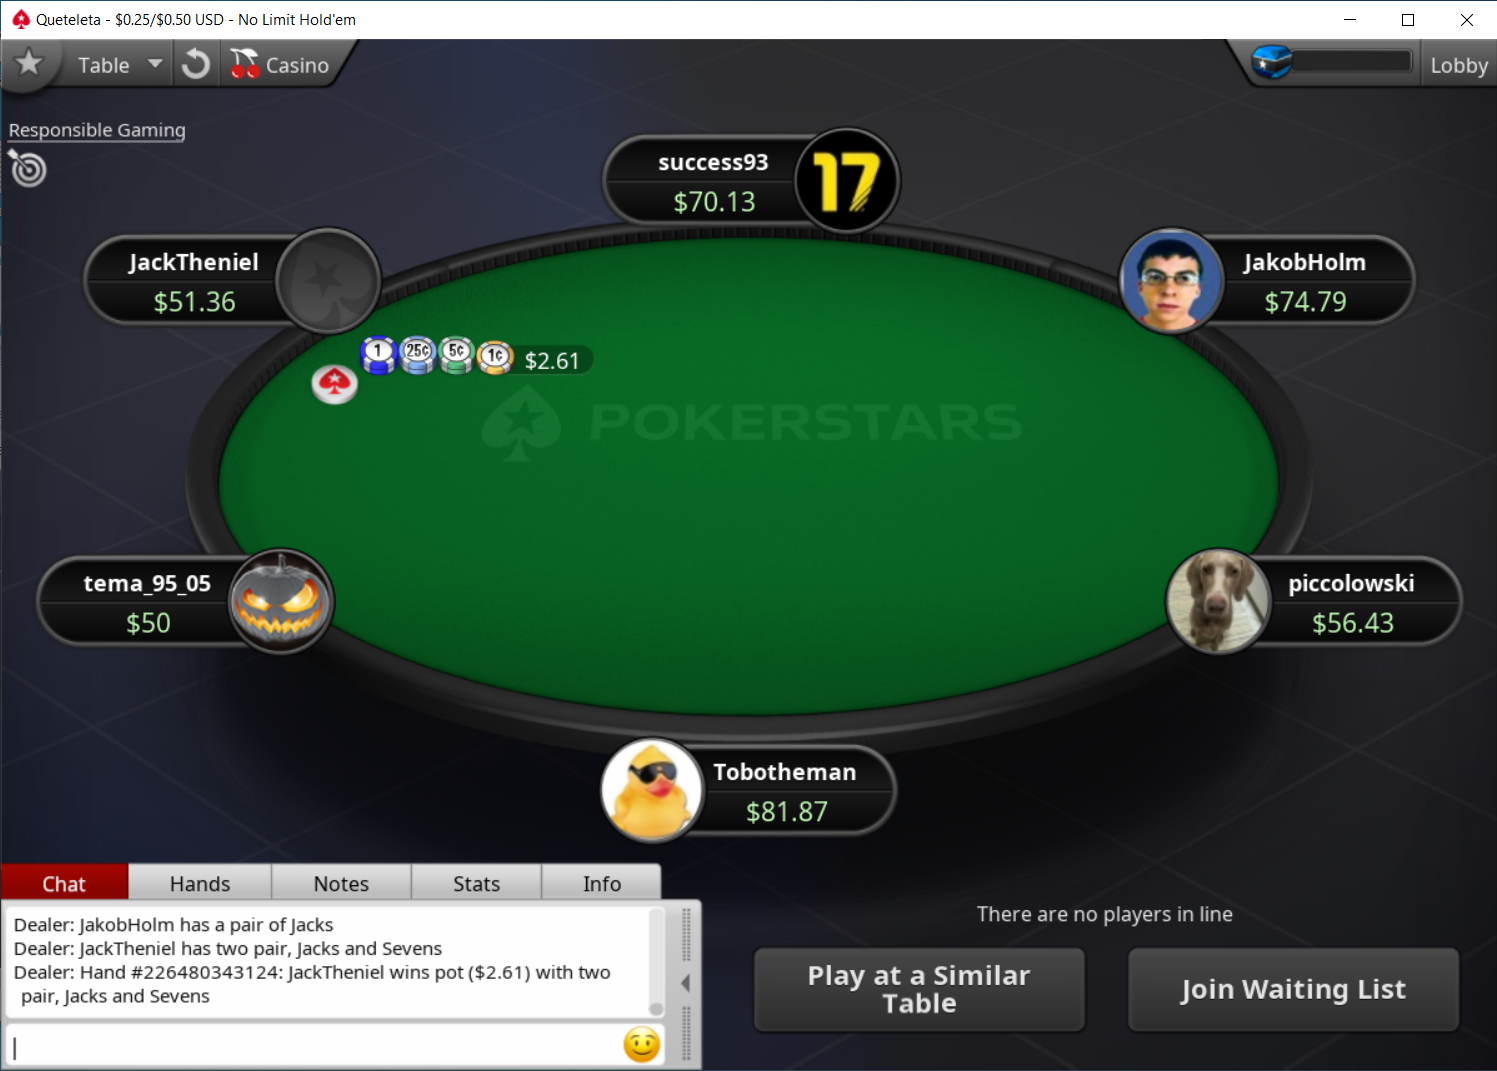 Queteleta - $0.25/$0.50 USD - No Limit Hold'em
Table
Casino
Lobby
Responsible Gaming
success93
$70.13
17
JackTheniel
$51.36
JakobHolm
$74.79
1 25¢ 5¢ 1¢ $2.61
POKERSTARS
tema_95_05
$50
piccolowski
$56.43
Tobotheman
$81.87
Chat Hands Notes Stats Info
Dealer: JakobHolm has a pair of Jacks
Dealer: JackTheniel has two pair, Jacks and Sevens
Dealer: Hand #226480343124: JackTheniel wins pot ($2.61) with two
pair, Jacks and Sevens
There are no players in line
Play at a Similar
Table
Join Waiting List